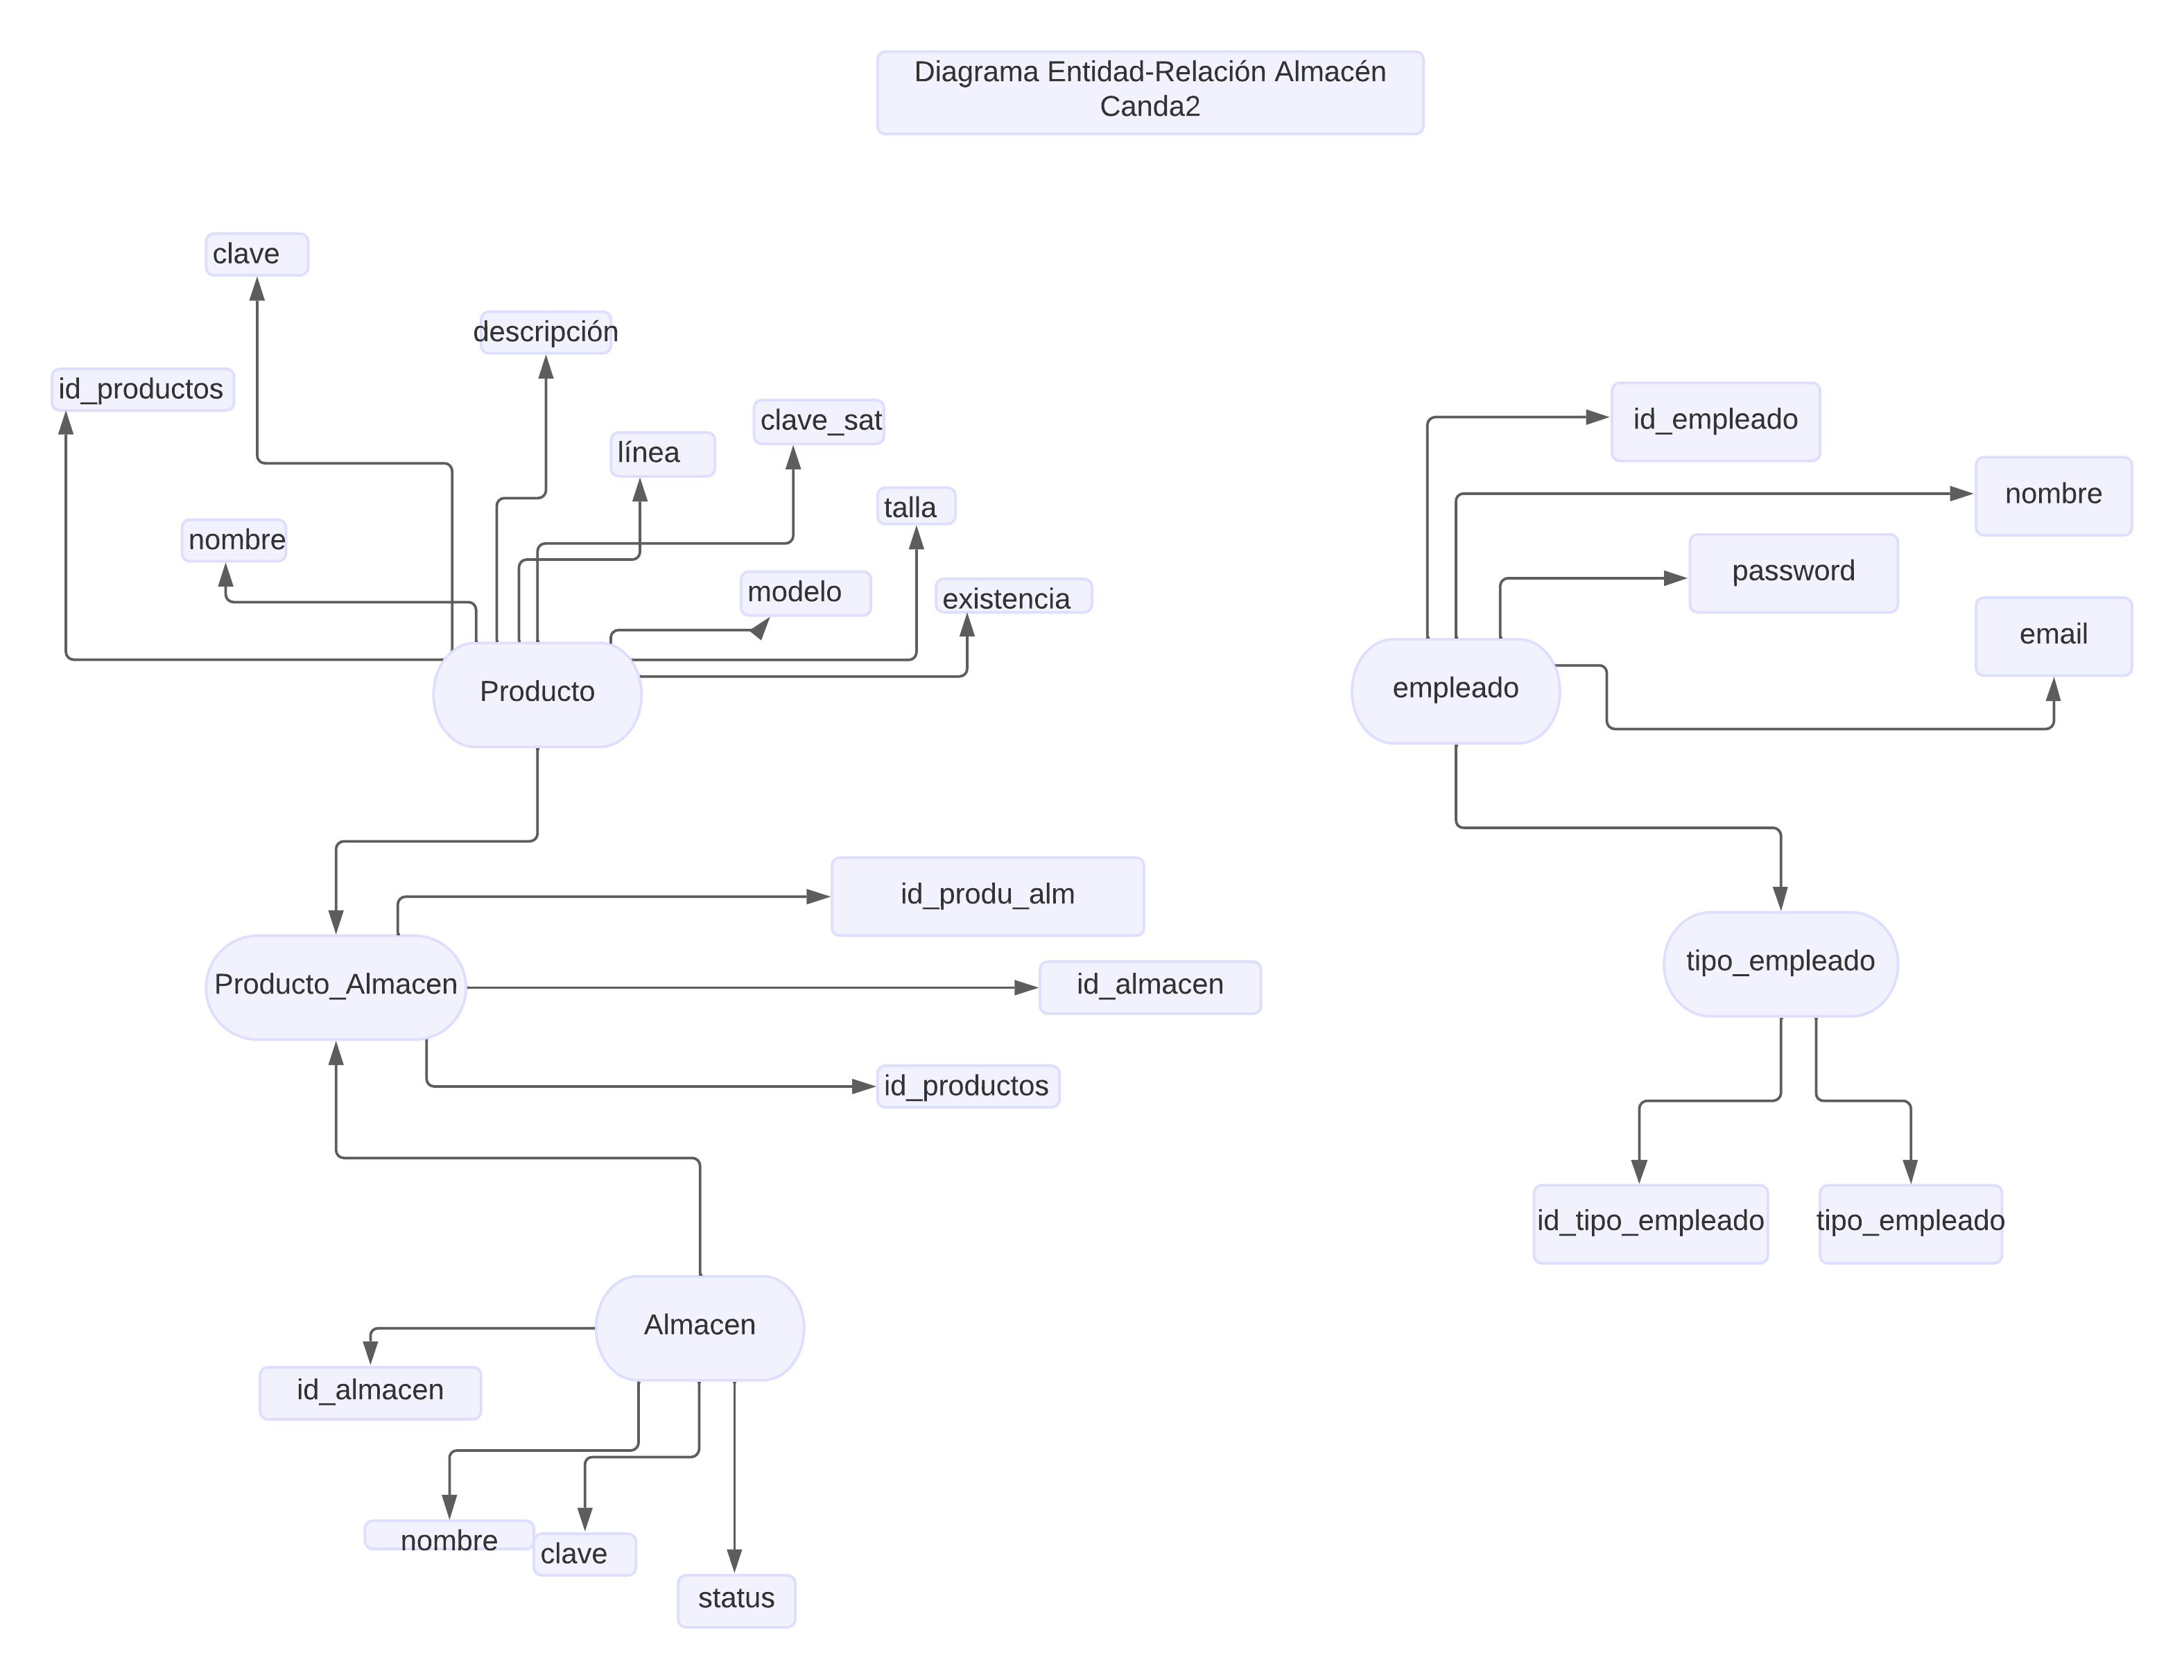 Diagrama Entidad-Relación Almacén
Canda2
clave
descripción
id_productos
línea
clave_sat
talla
nombre
modelo
existencia
Producto
id_empleado
nombre
password
email
empleado
id_produ_alm
Producto_Almacen
id_almacen
id_productos
tipo_empleado
id_tipo_empleado
tipo_empleado
Almacen
id_almacen
nombre
clave
status